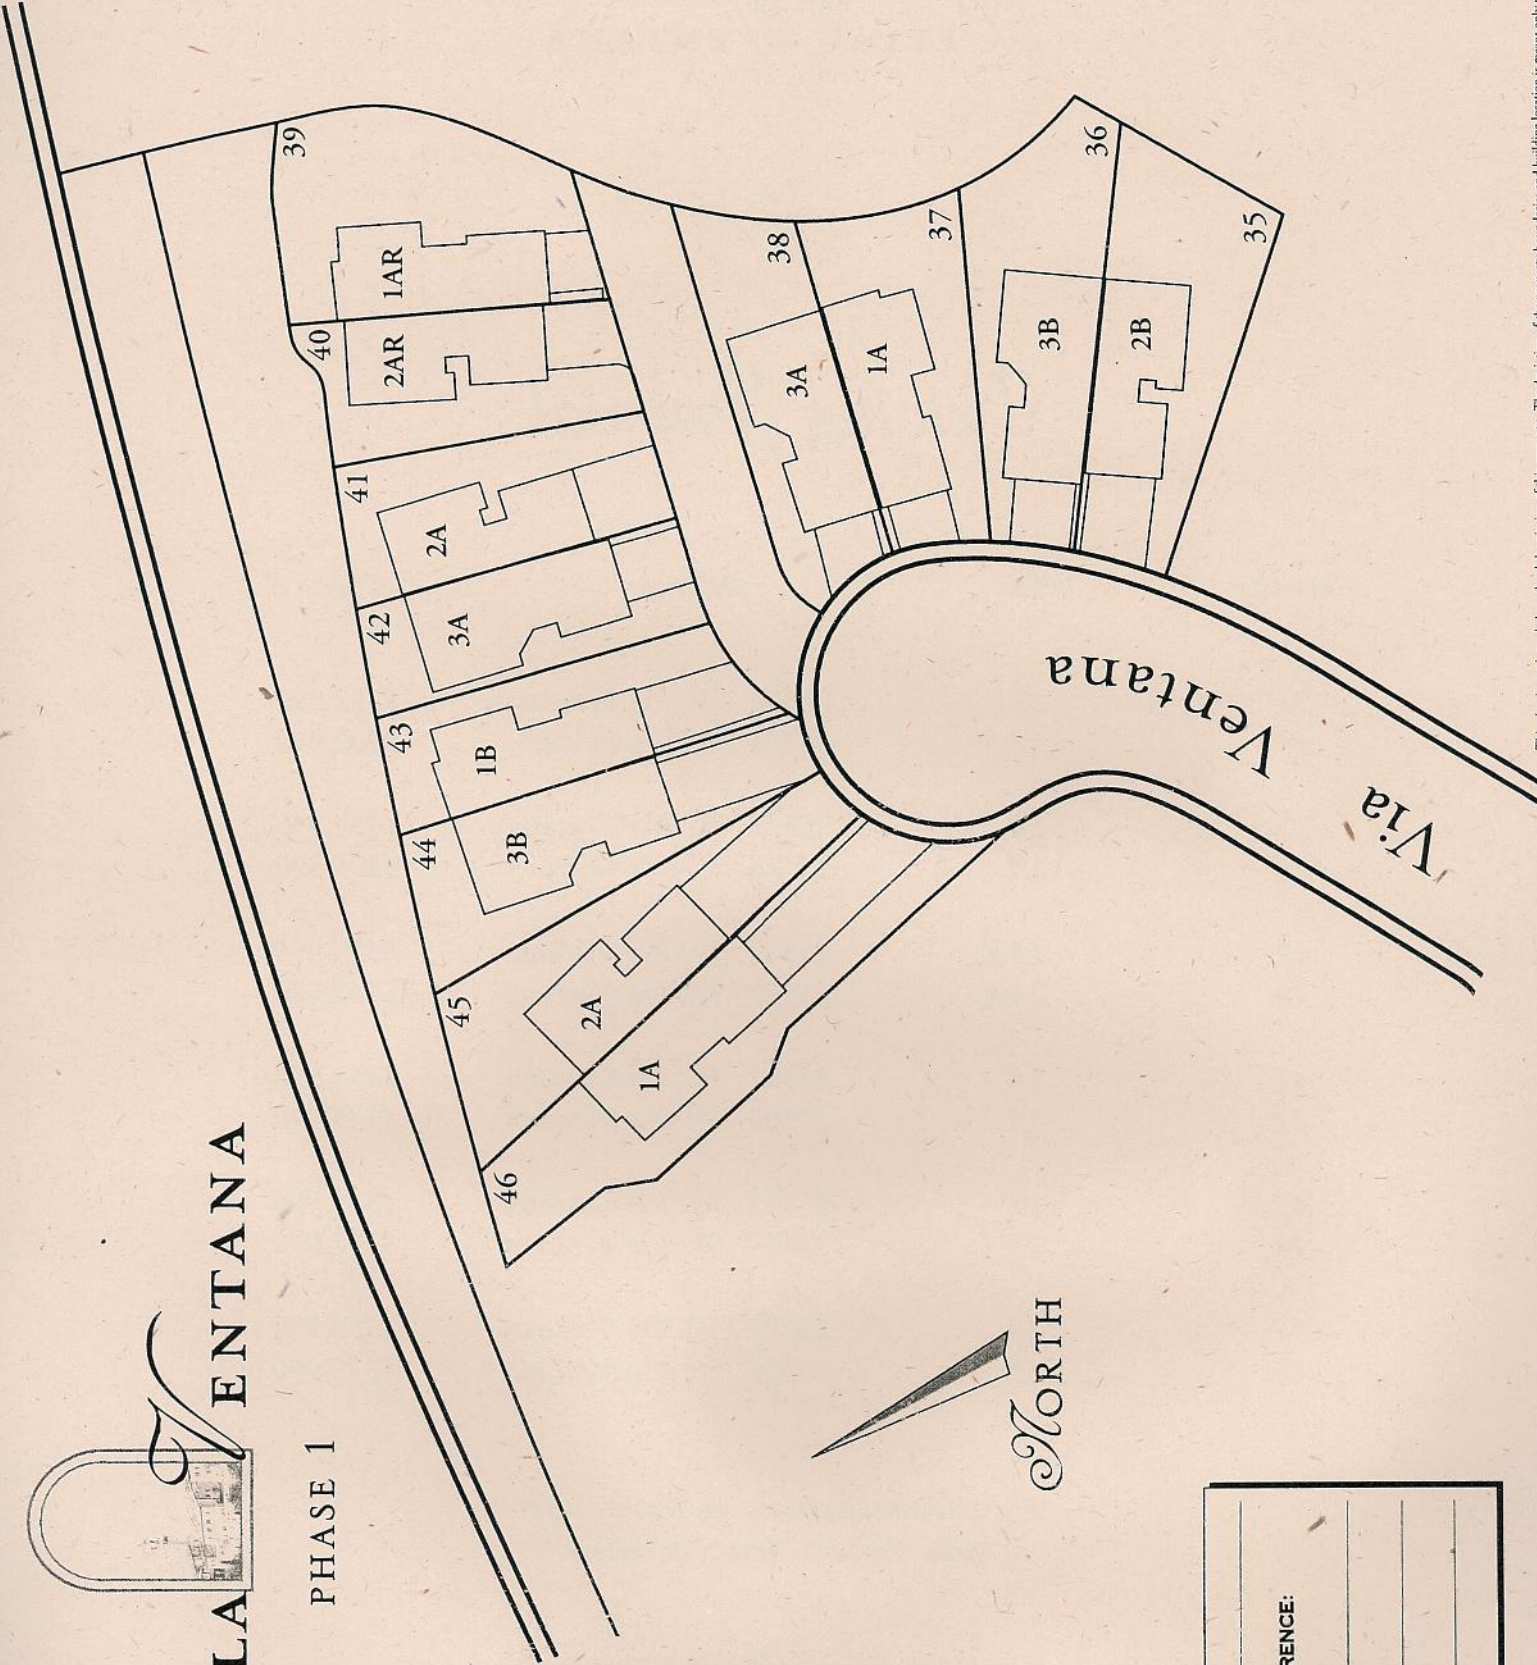 LA VENTANA
PHASE 1
39
1AR
40
2AR
41
2A
42
3A
43
1B
44
3B
45
2A
46
1A
38
3A
37
1A
36
3B
35
2B
Via Ventana
NORTH
RENCE: